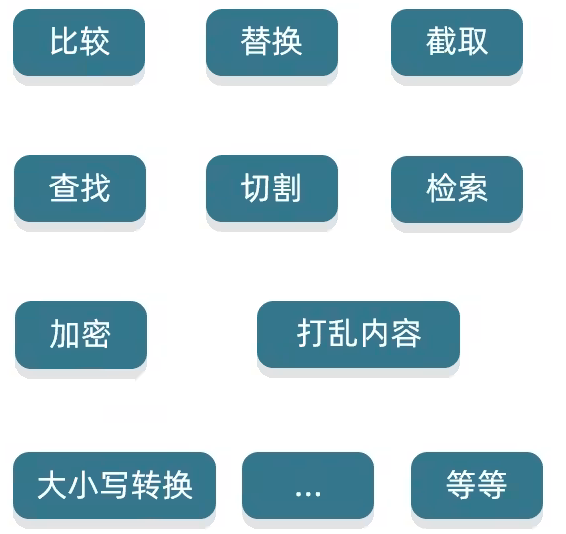 比较 替换 截取
查找 切割 检索
加密 打乱内容
大小写转换 ... 等等